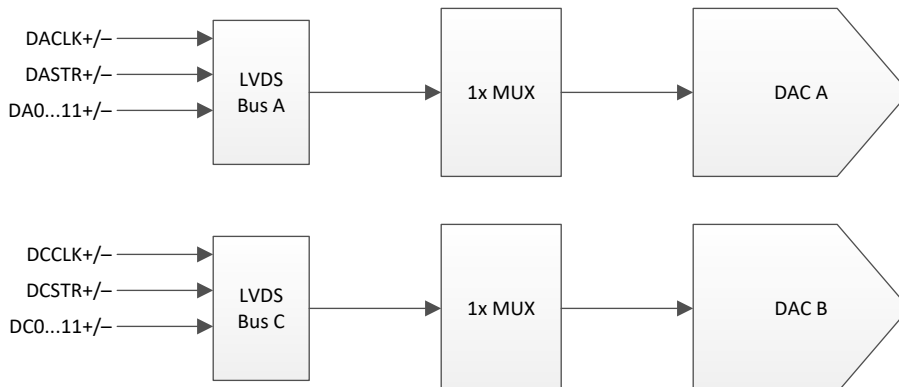 DACLK+/–
DASTR+/–
DA0...11+/–
LVDS
Bus A
1x MUX
DAC A
DCCLK+/–
DCSTR+/–
DC0...11+/–
LVDS
Bus C
1x MUX
DAC B